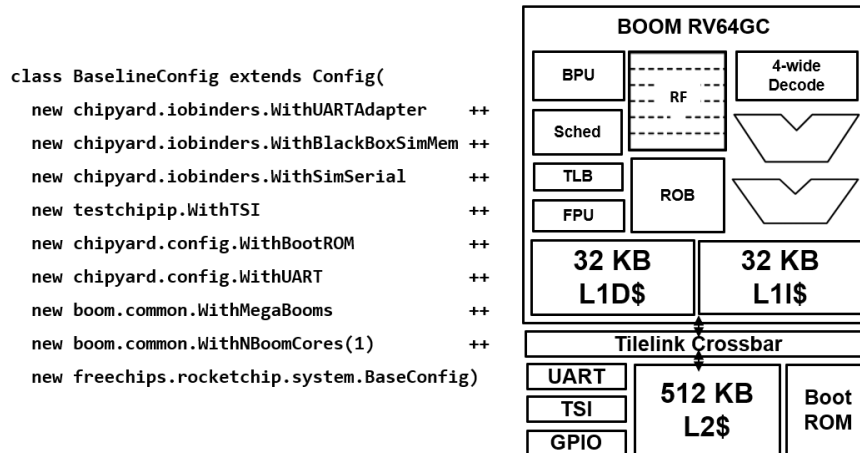 class BaselineConfig extends Config(
new chipyard.iobinders.WithUARTAdapter ++
new chipyard.iobinders.WithBlackBoxSimMem ++
new chipyard.iobinders.WithSimSerial ++
new testchipip.WithTSI ++
new chipyard.config.WithBootROM ++
new chipyard.config.WithUART ++
new boom.common.WithMegaBooms ++
new boom.common.WithNBoomCores(1) ++
new freechips.rocketchip.system.BaseConfig)
BOOM RV64GC
BPU
RF
4-wide
Decode
Sched
TLB
FPU
ROB
32 KB
L1D$
32 KB
L1I$
Tilelink Crossbar
UART
TSI
GPIO
512 KB
L2$
Boot
ROM